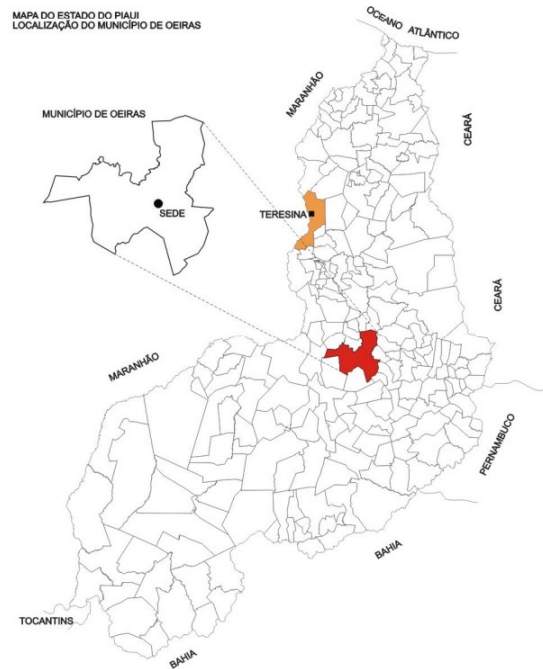 MAPA DO ESTADO DO PIAUI
LOCALIZAÇÃO DO MUNICÍPIO DE OEIRAS
OCEANO ATLÂNTICO
MARANHÃO
CEARÁ
MUNICÍPIO DE OEIRAS
SEDE
TERESINA
CEARÁ
MARANHÃO
PERNAMBUCO
BAHIA
TOCANTINS
BAHIA